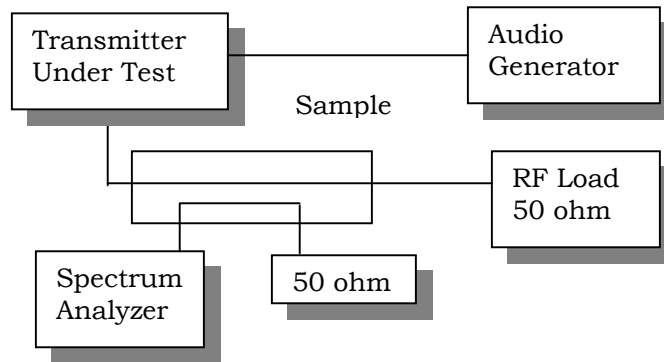 Transmitter
Under Test
Audio
Generator
Sample
RF Load
50 ohm
Spectrum
Analyzer
50 ohm